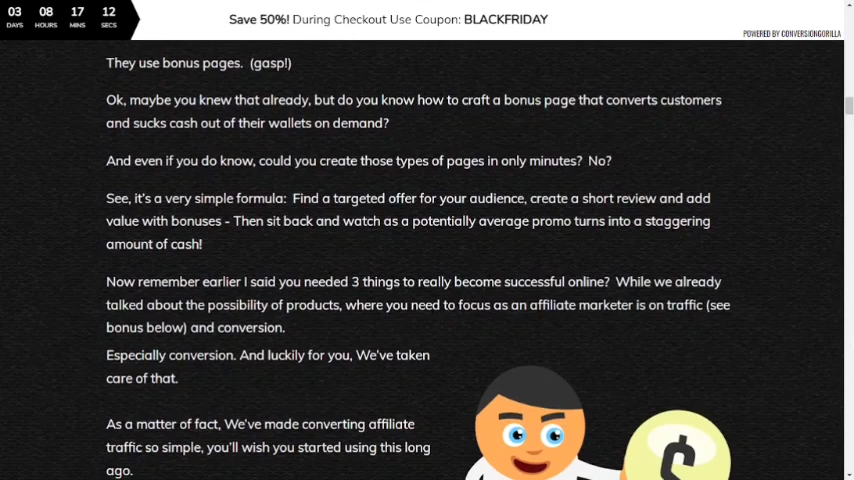 03 08 17 12
DAYS HOURS MINS SECS
Save 50%! During Checkout Use Coupon: BLACKFRIDAY
POWERED BY CONVERSIONGORILLA
They use bonus pages. (gasp!)
Ok, maybe you knew that already, but do you know how to craft a bonus page that converts customers
and sucks cash out of their wallets on demand?
And even if you do know, could you create those types of pages in only minutes? No?
See, it's a very simple formula: Find a targeted offer for your audience, create a short review and add
value with bonuses - Then sit back and watch as a potentially average promo turns into a staggering
amount of cash!
Now remember earlier I said you needed 3 things to really become successful online? While we already
talked about the possibility of products, where you need to focus as an affiliate marketer is on traffic (see
bonus below) and conversion.
Especially conversion. And luckily for you, We've taken
care of that.
As a matter of fact, We've made converting affiliate
traffic so simple, you'll wish you started using this long
ago.
$